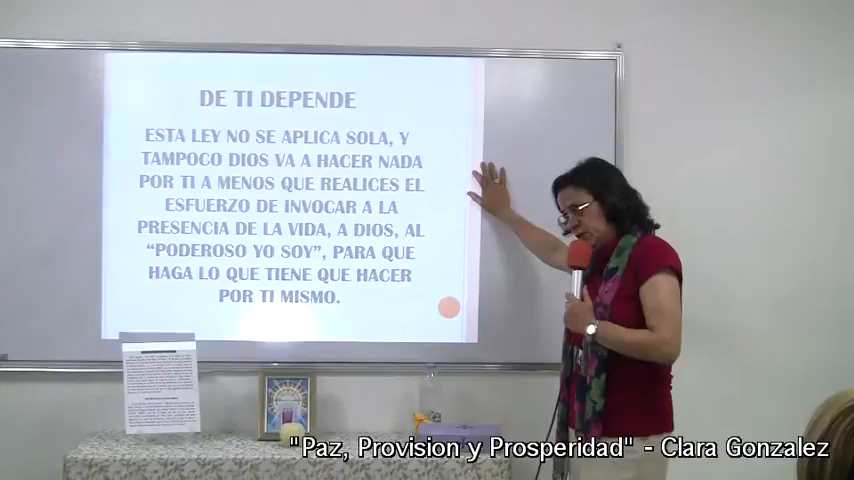 DE TI DEPENDE
ESTA LEY NO SE APLICA SOLA, Y
TAMPOCO DIOS VA A HACER NADA
POR TI A MENOS QUE REALICES EL
ESFUERZO DE INVOCAR A LA
PRESENCIA DE LA VIDA, A DIOS, AL
“PODEROSO YO SOY”, PARA QUE
HAGA LO QUE TIENE QUE HACER
POR TI MISMO.
"Paz, Provision y Prosperidad" - Clara Gonzalez